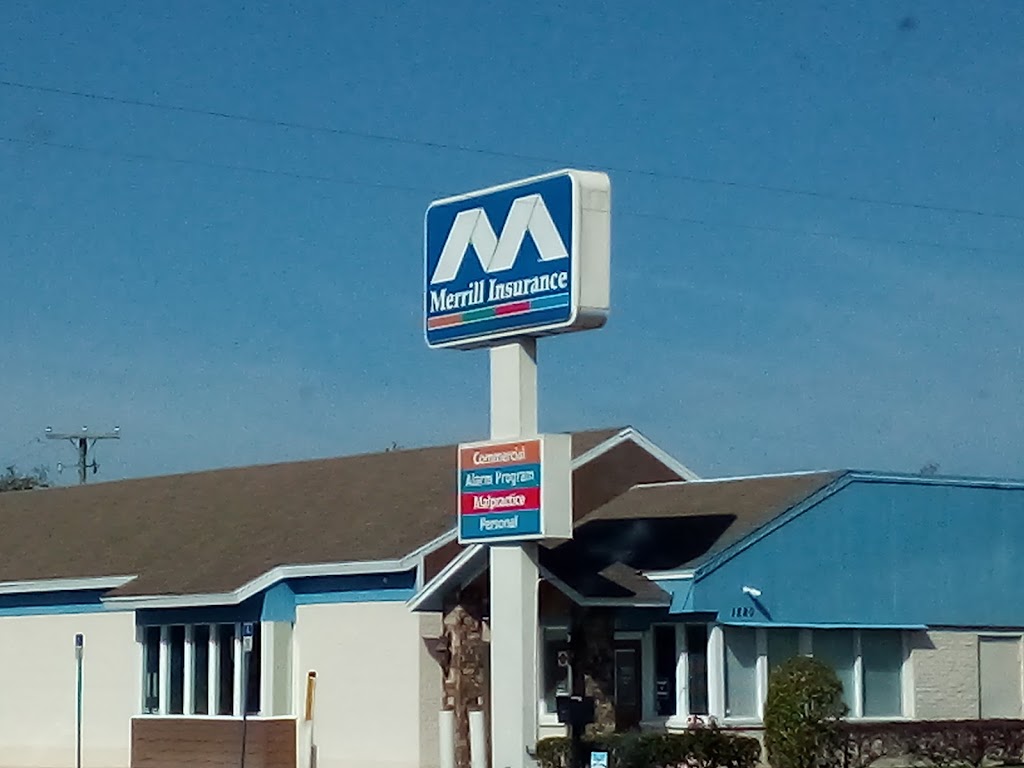 Merrill Insurance
Commercial
Alarm Program
Malpractice
Personal